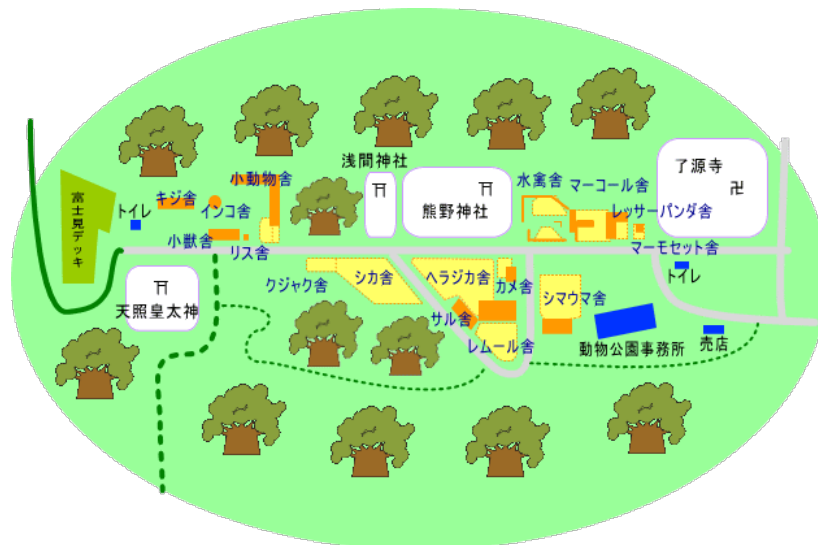 浅間神社
熊野神社
水禽舎
マーコール舎
了源寺
卍
レッサーパンダ舎
マーモセット舎
トイレ
小動物舎
キジ舎
インコ舎
トイレ
富士見デッキ
小獣舎
リス舎
天照皇太神
クジャク舎
シカ舎
ヘラジカ舎
カメ舎
シマウマ舎
サル舎
レムール舎
動物公園事務所
売店